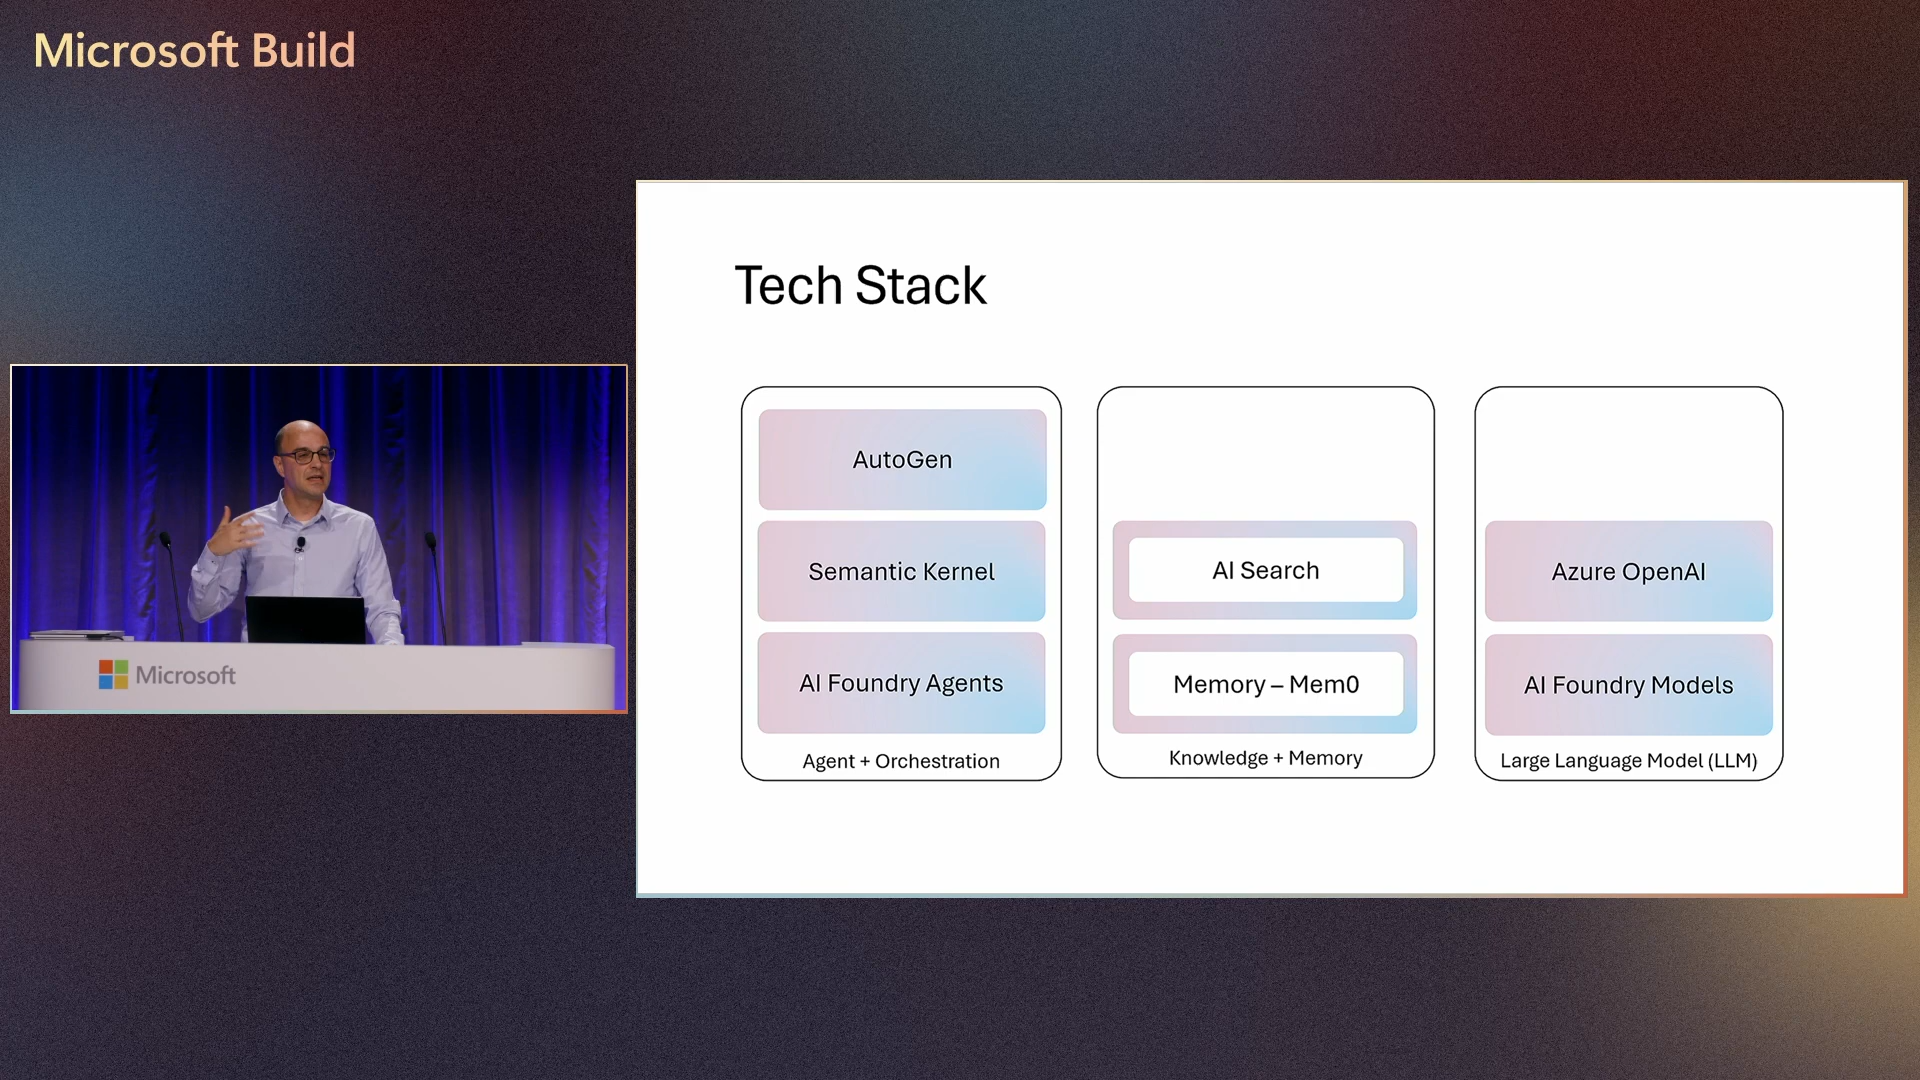 Microsoft Build
Tech Stack
AutoGen
Semantic Kernel
AI Foundry Agents
Agent + Orchestration
AI Search
Memory – Mem0
Knowledge + Memory
Azure OpenAI
AI Foundry Models
Large Language Model (LLM)
Microsoft